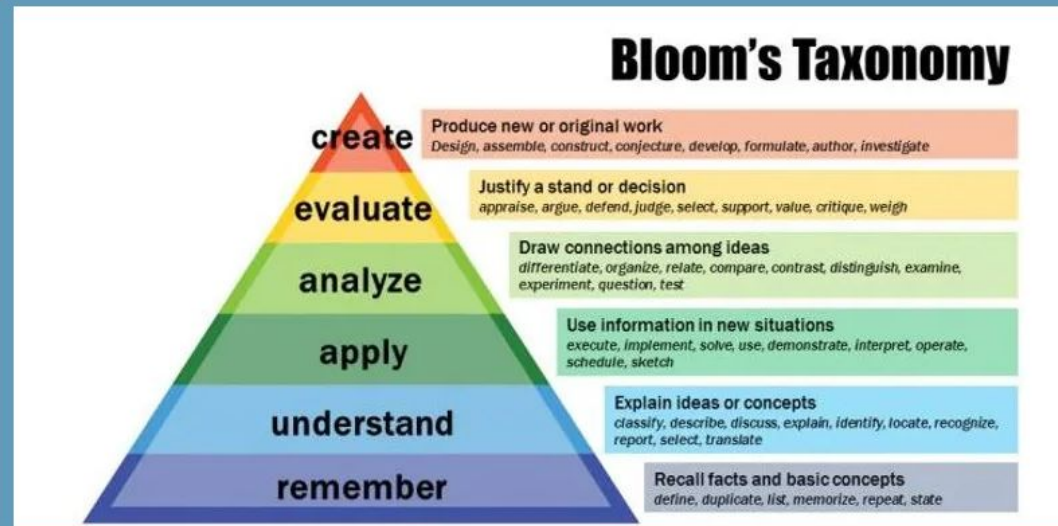 Bloom's Taxonomy
create
Produce new or original work
Design, assemble, construct, conjecture, develop, formulate, author, investigate
evaluate
Justify a stand or decision
appraise, argue, defend, judge, select, support, value, critique, weigh
analyze
Draw connections among ideas
differentiate, organize, relate, compare, contrast, distinguish, examine,
experiment, question, test
apply
Use information in new situations
execute, implement, solve, use, demonstrate, interpret, operate,
schedule, sketch
understand
Explain ideas or concepts
classify, describe, discuss, explain, identify, locate, recognize,
report, select, translate
remember
Recall facts and basic concepts
define, duplicate, list, memorize, repeat, state